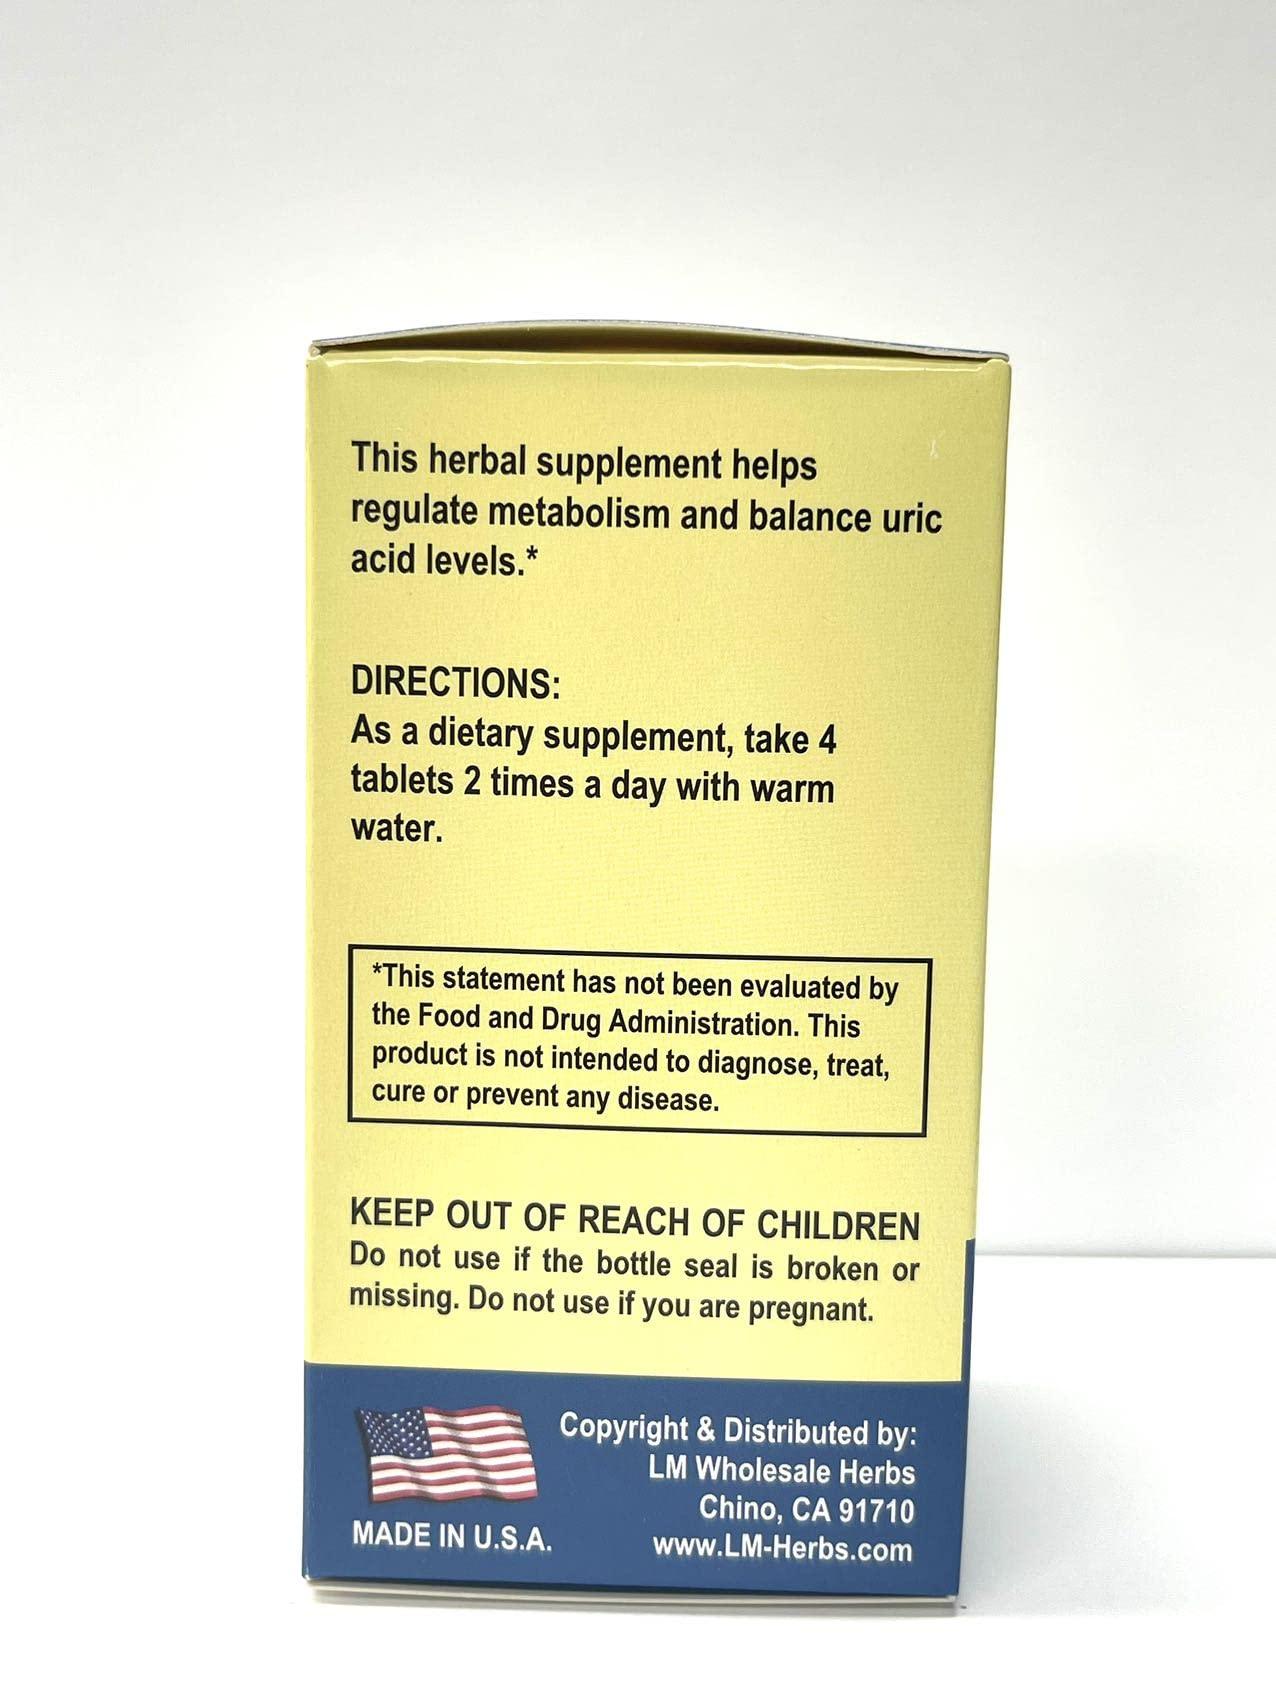 This herbal supplement helps
regulate metabolism and balance uric
acid levels.*
DIRECTIONS:
As a dietary supplement, take 4
tablets 2 times a day with warm
water.
*This statement has not been evaluated by
the Food and Drug Administration. This
product is not intended to diagnose, treat,
cure or prevent any disease.
KEEP OUT OF REACH OF CHILDREN
Do not use if the bottle seal is broken or
missing. Do not use if you are pregnant.
MADE IN U.S.A.
Copyright & Distributed by:
LM Wholesale Herbs
Chino, CA 91710
www.LM-Herbs.com